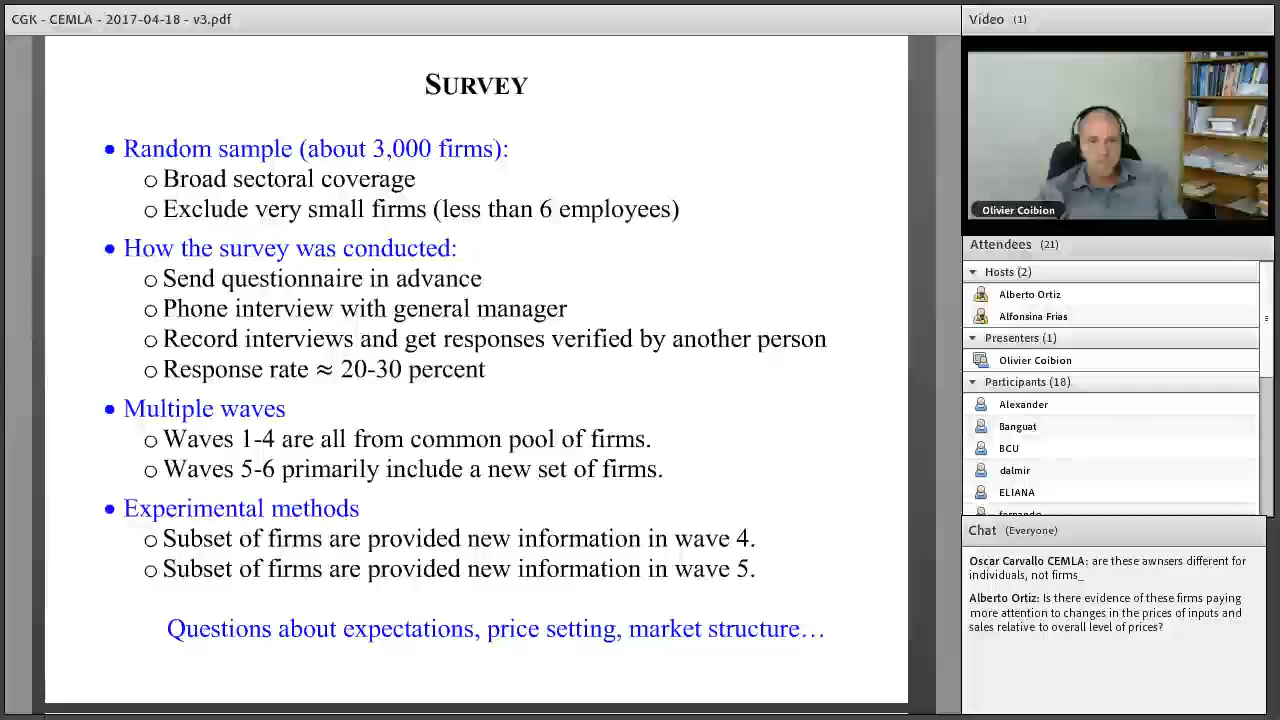 CGK - CEMLA - 2017-04-18 - v3.pdf
SURVEY
• Random sample (about 3,000 firms):
o Broad sectoral coverage
o Exclude very small firms (less than 6 employees)
• How the survey was conducted:
o Send questionnaire in advance
o Phone interview with general manager
o Record interviews and get responses verified by another person
o Response rate ≈ 20-30 percent
• Multiple waves
o Waves 1-4 are all from common pool of firms.
o Waves 5-6 primarily include a new set of firms.
• Experimental methods
o Subset of firms are provided new information in wave 4.
o Subset of firms are provided new information in wave 5.
Questions about expectations, price setting, market structure…
Video (1)
Olivier Coibion
Attendees (21)
Hosts (2)
Alberto Ortiz
Alfonsina Frias
Presenters (1)
Olivier Coibion
Participants (18)
Alexander
Banguat
BCU
dalmir
ELIANA
fernando
Chat (Everyone)
Oscar Carvallo CEMLA: are these awnsers different for
individuals, not firms_
Alberto Ortiz: Is there evidence of these firms paying
more attention to changes in the prices of inputs and
sales relative to overall level of prices?